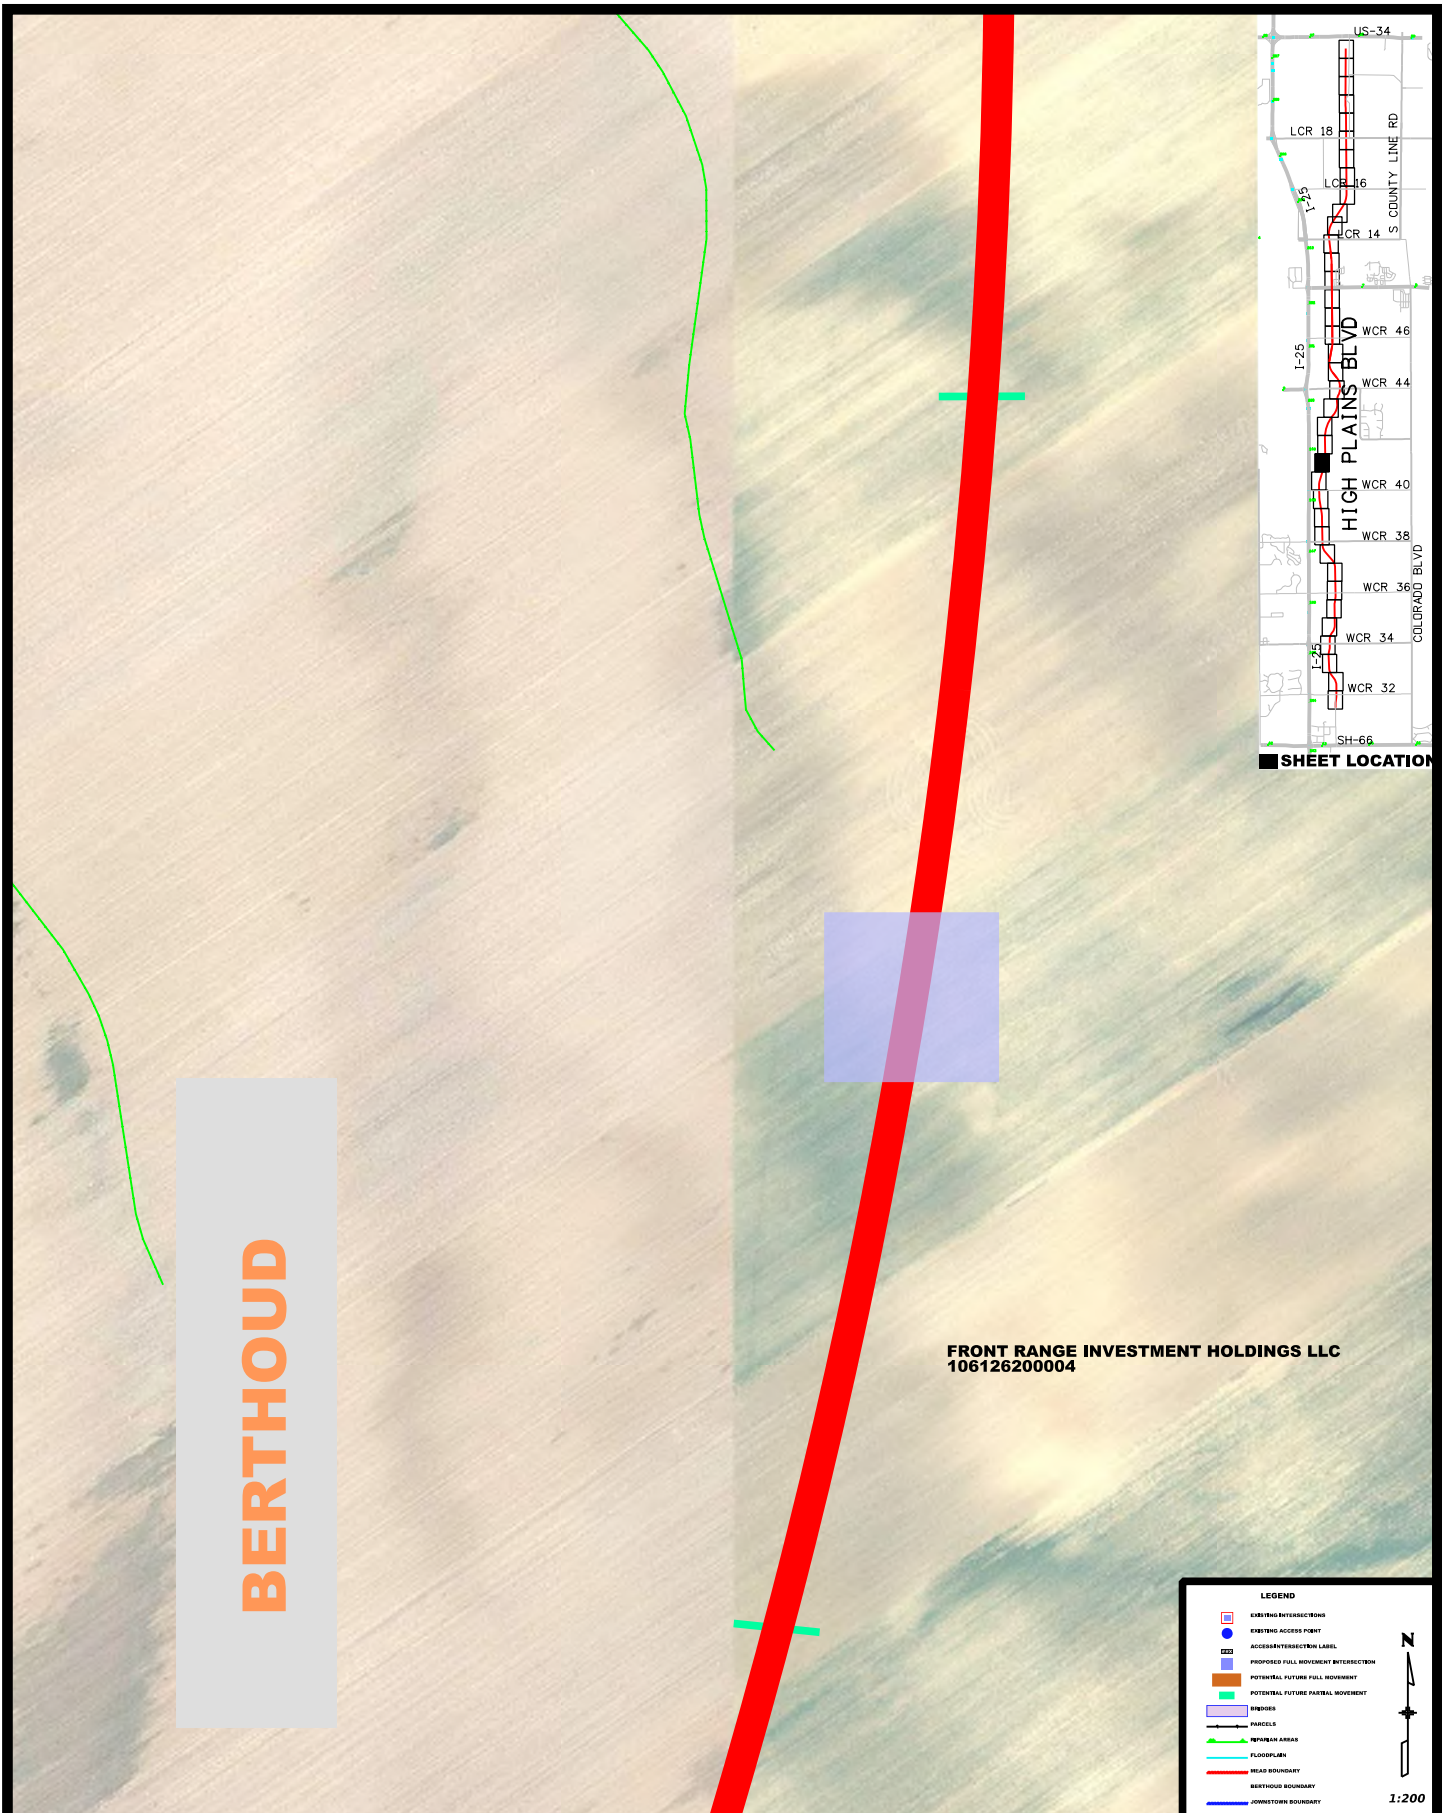 US-34
LCR 18
S COUNTY LINE RD
LCR 16
I-25
LCR 14
WCR 46
HIGH PLAINS BLVD
I-25
WCR 44
WCR 40
WCR 38
WCR 36
COLORADO BLVD
WCR 34
I-25
WCR 32
SH-66
SHEET LOCATION
BERTHOUD
FRONT RANGE INVESTMENT HOLDINGS LLC
106126200004
LEGEND
EXISTING INTERSECTIONS
EXISTING ACCESS POINT
ACCESS INTERSECTION LABEL
PROPOSED FULL MOVEMENT INTERSECTION
POTENTIAL FUTURE FULL MOVEMENT
POTENTIAL FUTURE PARTIAL MOVEMENT
BRIDGES
PARCELS
RIPARIAN AREAS
FLOODPLAIN
MEAD BOUNDARY
BERTHOUD BOUNDARY
JOWNSTOWN BOUNDARY
N
1:200